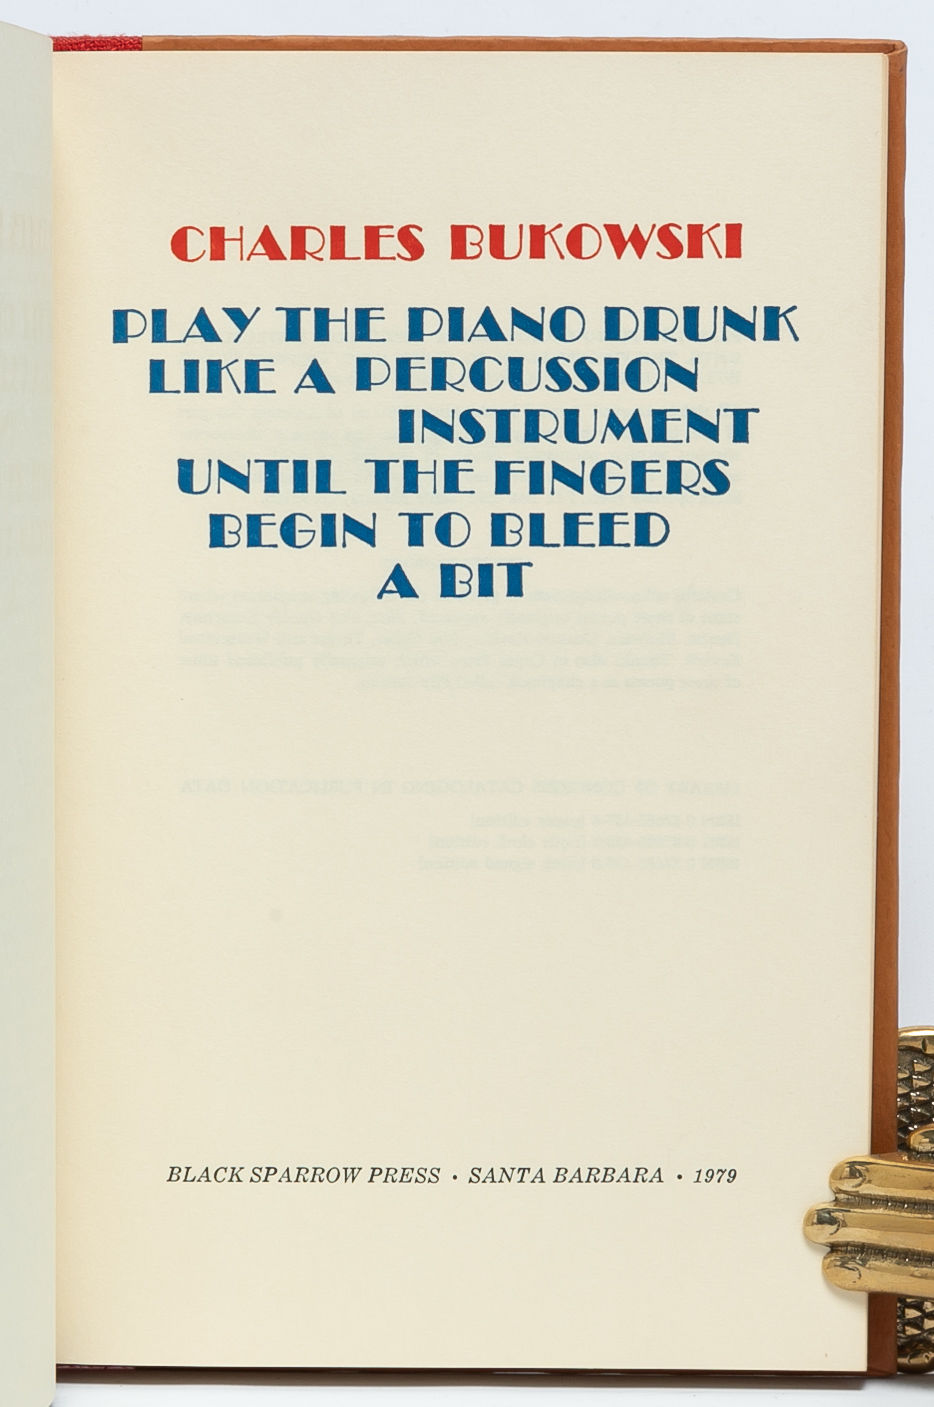 CHARLES BUKOWSKI
PLAY THE PIANO DRUNK
LIKE A PERCUSSION
INSTRUMENT
UNTIL THE FINGERS
BEGIN TO BLEED
A BIT
BLACK SPARROW PRESS · SANTA BARBARA · 1979